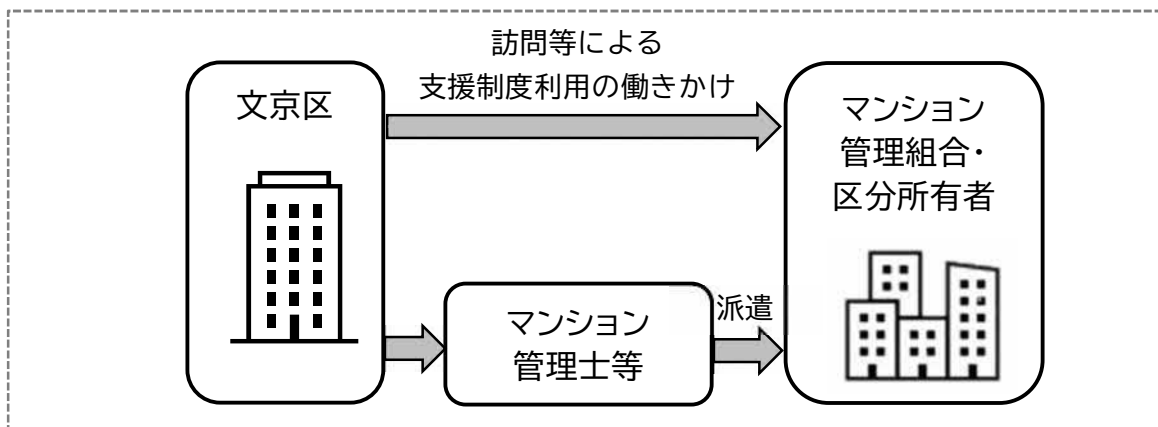 訪問等による
支援制度利用の働きかけ
文京区
マンション
管理組合・
区分所有者
派遣
マンション
管理士等